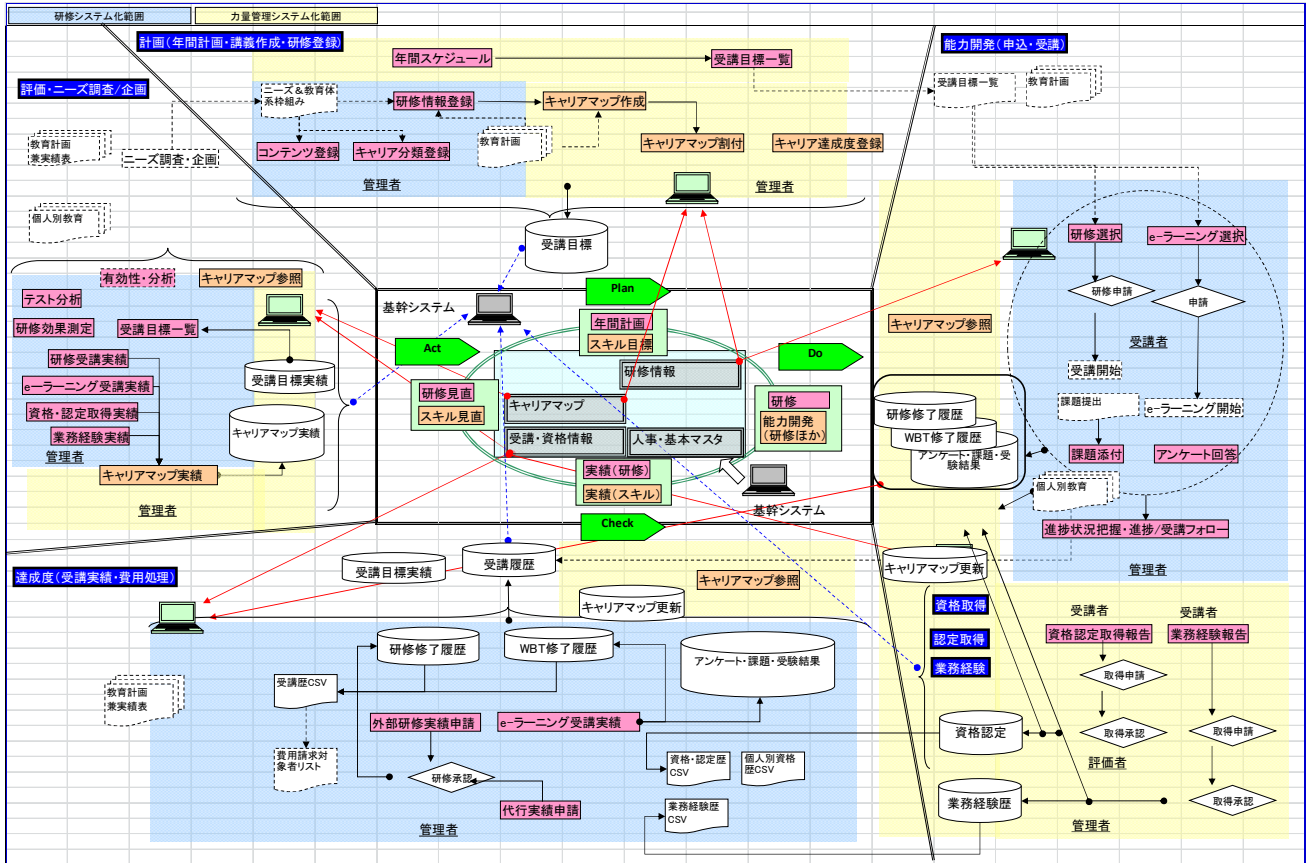 研修システム化範囲
力量管理システム化範囲
計画(年間計画・講義作成・研修登録)
年間スケジュール
受講目標一覧
ニーズ&教育体
系枠組み
研修情報登録
キャリアマップ作成
教育計画
コンテンツ登録
キャリア分類登録
キャリアマップ割付
キャリア達成度登録
管理者
管理者
受講目標
能力開発(申込・受講)
受講目標一覧
教育計画
研修選択
e-ラーニング選択
研修申請
申請
受講者
受講開始
課題提出
e-ラーニング開始
課題添付
アンケート回答
個人別教育
進捗状況把握・進捗/受講フォロー
管理者
キャリアマップ参照
研修修了履歴
WBT修了履歴
アンケート・課題・受
験結果
キャリアマップ更新
評価・ニーズ調査/企画
教育計画
兼実績表
ニーズ調査・企画
個人別教育
有効性・分析
キャリアマップ参照
テスト分析
研修効果測定
受講目標一覧
研修受講実績
e-ラーニング受講実績
資格・認定取得実績
業務経験実績
管理者
受講目標実績
キャリアマップ実績
キャリアマップ実績
管理者
基幹システム
Plan
年間計画
スキル目標
Act
Do
研修情報
研修見直
スキル見直
キャリアマップ
研修
能力開発
(研修ほか)
受講・資格情報
人事・基本マスタ
実績(研修)
実績(スキル)
基幹システム
Check
達成度(受講実績・費用処理)
受講目標実績
受講履歴
キャリアマップ参照
キャリアマップ更新
研修修了履歴
WBT修了履歴
アンケート・課題・受験結果
教育計画
兼実績表
受講歴CSV
外部研修実績申請
e-ラーニング受講実績
費用請求対
象者リスト
研修承認
代行実績申請
資格・認定歴
CSV
個人別資格
歴CSV
業務経験歴
CSV
管理者
資格取得
認定取得
業務経験
受講者
受講者
資格認定取得報告
業務経験報告
取得申請
取得承認
取得申請
資格認定
評価者
業務経験歴
取得承認
管理者